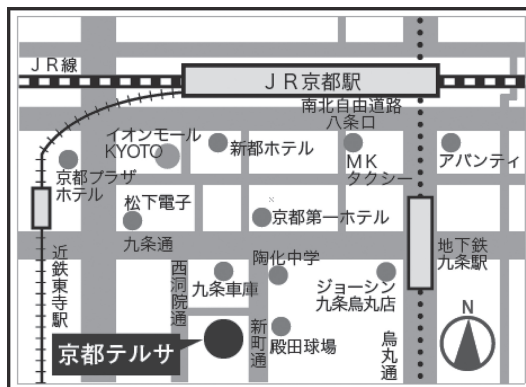 JR線
JR京都駅
南北自由道路
八条口
イオンモール
KYOTO
新都ホテル
MK
タクシー
アバンティ
京都プラザ
ホテル
松下電子
京都第一ホテル
九条通
地下鉄
九条駅
近鉄東寺駅
西洞院通
九条車庫
陶化中学
ジョーシン
九条烏丸店
新町通
殿田球場
烏丸通
京都テルサ
N